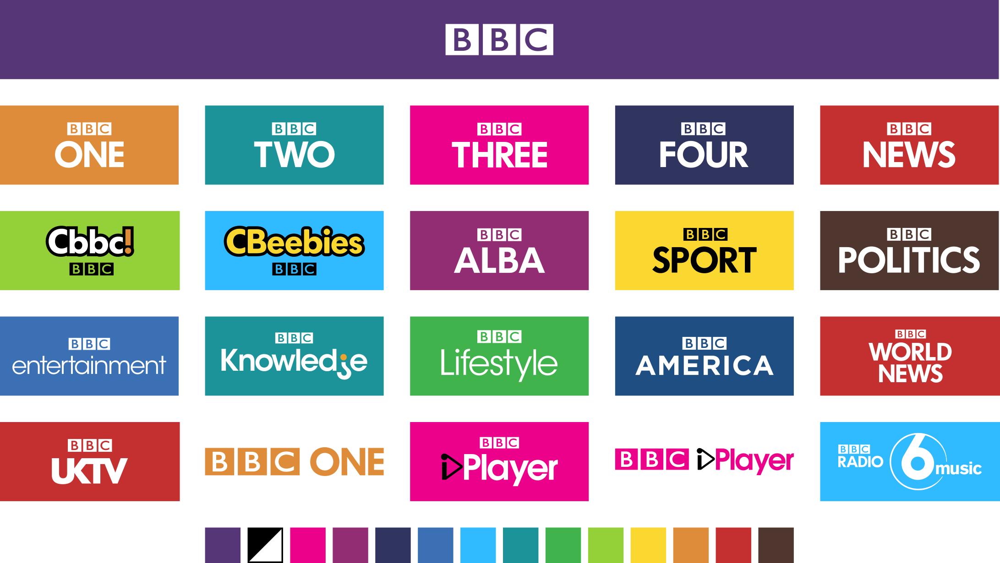 BBC
BBC
ONE
BBC
TWO
BBC
THREE
BBC
FOUR
BBC
NEWS
Cbbc!
BBC
CBeebies
BBC
BBC
ALBA
BBC
SPORT
BBC
POLITICS
BBC
entertainment
BBC
Knowledge
BBC
Lifestyle
BBC
AMERICA
BBC
WORLD
NEWS
BBC
UKTV
BBC ONE
BBC
iPlayer
BBC iPlayer
BBC
RADIO 6 music